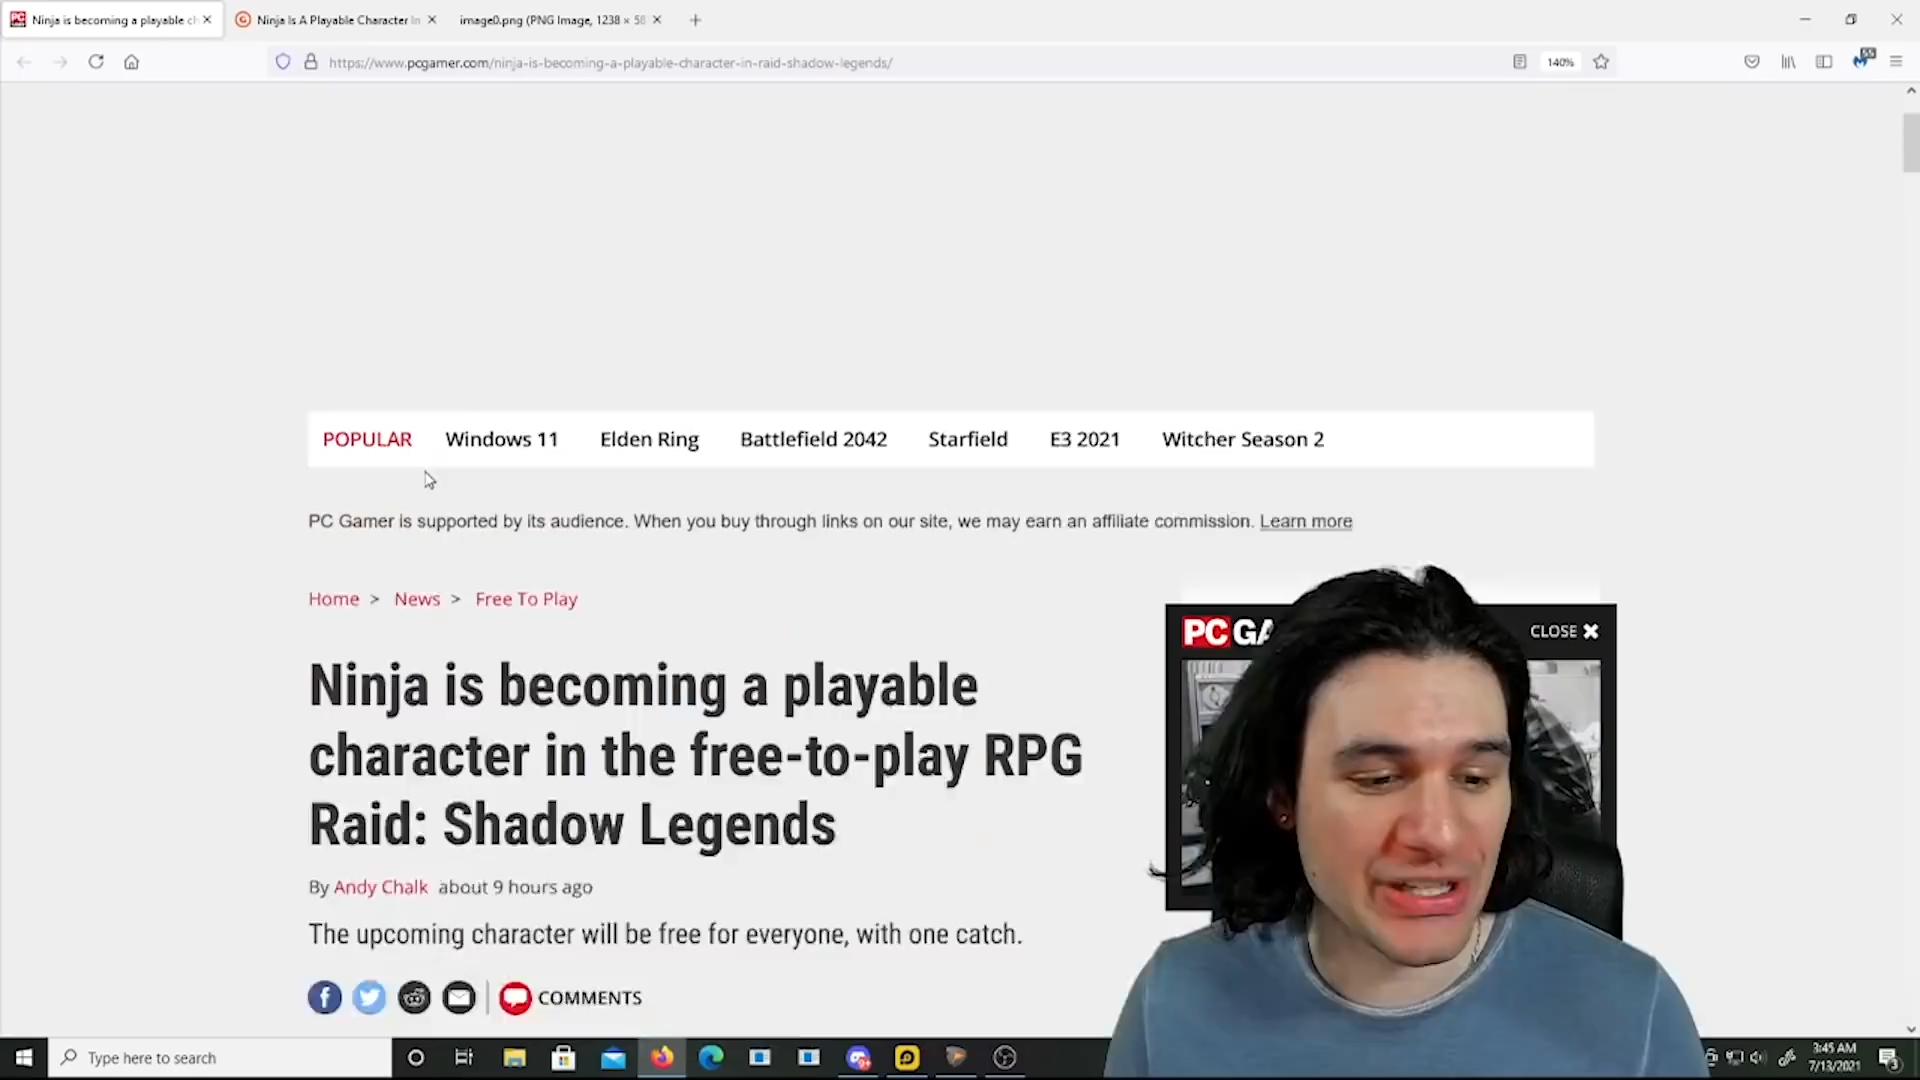 Ninja is becoming a playable ch
Ninja Is A Playable Character In
image0.png (PNG Image, 1238 × 58
https://www.pcgamer.com/ninja-is-becoming-a-playable-character-in-raid-shadow-legends/
140%
POPULAR Windows 11 Elden Ring Battlefield 2042 Starfield E3 2021 Witcher Season 2
PC Gamer is supported by its audience. When you buy through links on our site, we may earn an affiliate commission. Learn more
Home > News > Free To Play
PC GA
CLOSE
Ninja is becoming a playable
character in the free-to-play RPG
Raid: Shadow Legends
By Andy Chalk about 9 hours ago
The upcoming character will be free for everyone, with one catch.
COMMENTS
Type here to search
3:45 AM
7/13/2021